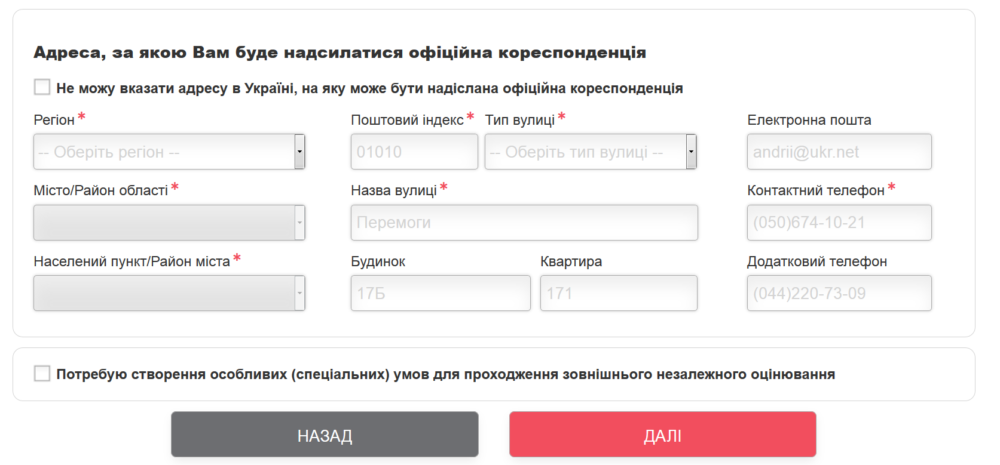 Адреса, за якою Вам буде надсилатися офіційна кореспонденція
Не можу вказати адресу в Україні, на яку може бути надіслана офіційна кореспонденція
Регіон * Поштовий індекс * Тип вулиці * Електронна пошта
-- Оберіть регіон -- 01010 -- Оберіть тип вулиці -- andrii@ukr.net
Місто/Район області * Назва вулиці * Контактний телефон *
Перемоги (050)674-10-21
Населений пункт/Район міста * Будинок Квартира Додатковий телефон
17Б 171 (044)220-73-09
Потребую створення особливих (спеціальних) умов для проходження зовнішнього незалежного оцінювання
НАЗАД ДАЛІ